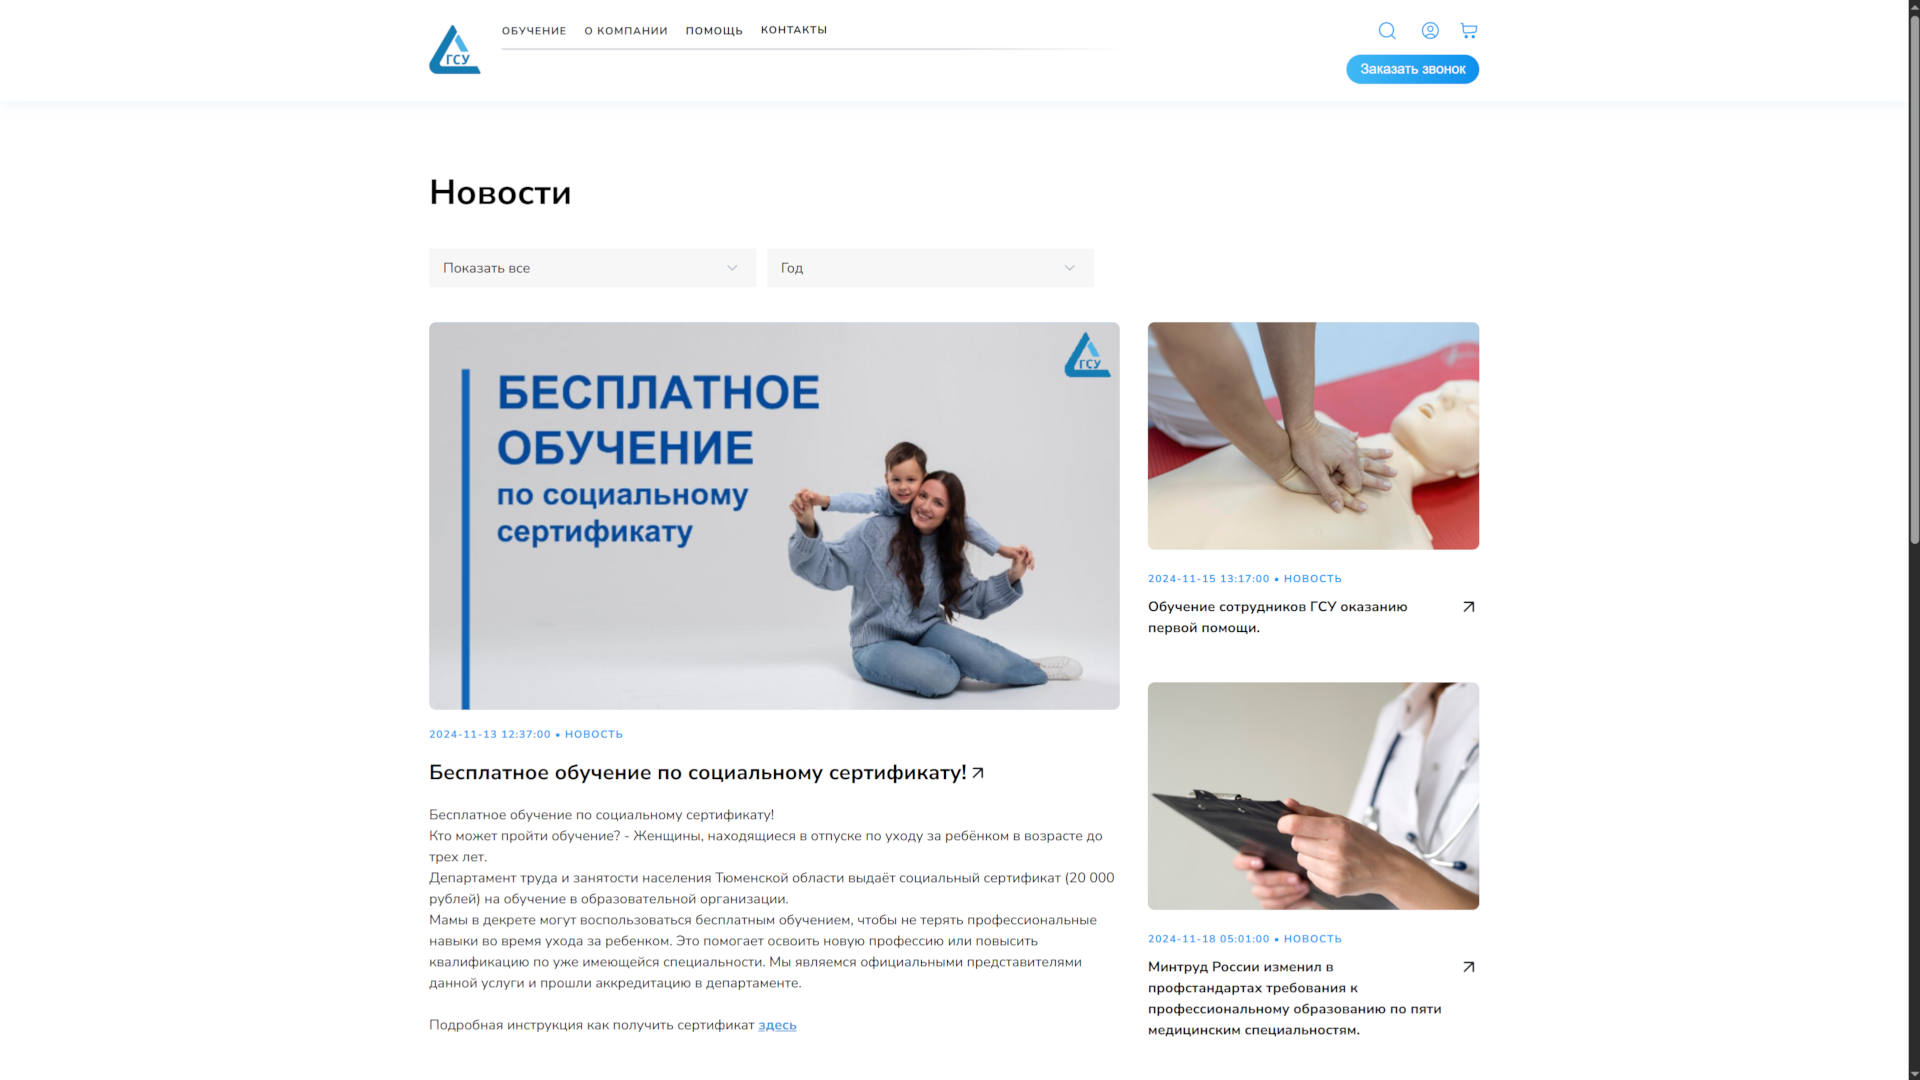 ГСУ
ОБУЧЕНИЕ
О КОМПАНИИ
ПОМОЩЬ
КОНТАКТЫ
Заказать звонок
Новости
Показать все
Год
ГСУ
БЕСПЛАТНОЕ
ОБУЧЕНИЕ
по социальному
сертификату
2024-11-13 12:37:00 • НОВОСТЬ
Бесплатное обучение по социальному сертификату!
Бесплатное обучение по социальному сертификату!
Кто может пройти обучение? - Женщины, находящиеся в отпуске по уходу за ребёнком в возрасте до
трех лет.
Департамент труда и занятости населения Тюменской области выдаёт социальный сертификат (20 000
рублей) на обучение в образовательной организации.
Мамы в декрете могут воспользоваться бесплатным обучением, чтобы не терять профессиональные
навыки во время ухода за ребенком. Это помогает освоить новую профессию или повысить
квалификацию по уже имеющейся специальности. Мы являемся официальными представителями
данной услуги и прошли аккредитацию в департаменте.
Подробная инструкция как получить сертификат здесь
2024-11-15 13:17:00 • НОВОСТЬ
Обучение сотрудников ГСУ оказанию
первой помощи.
2024-11-18 05:01:00 • НОВОСТЬ
Минтруд России изменил в
профстандартах требования к
профессиональному образованию по пяти
медицинским специальностям.